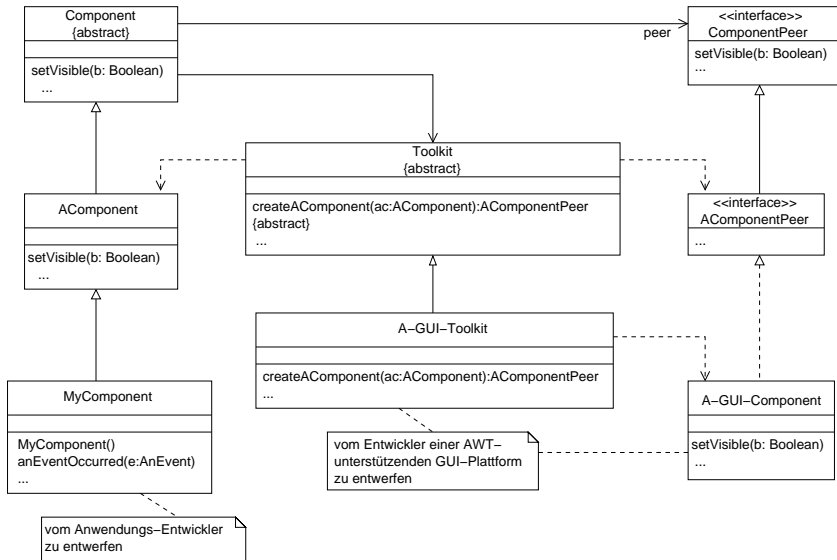 Component
{abstract}
setVisible(b: Boolean)
...
peer
<<interface>>
ComponentPeer
setVisible(b: Boolean)
...
Toolkit
{abstract}
createAComponent(ac:AComponent):AComponentPeer
{abstract}
...
AComponent
setVisible(b: Boolean)
...
<<interface>>
AComponentPeer
...
A–GUI–Toolkit
createAComponent(ac:AComponent):AComponentPeer
...
MyComponent
MyComponent()
anEventOccurred(e:AnEvent)
...
A–GUI–Component
setVisible(b: Boolean)
...
vom Entwickler einer AWT–
unterstützenden GUI–Plattform
zu entwerfen
vom Anwendungs–Entwickler
zu entwerfen